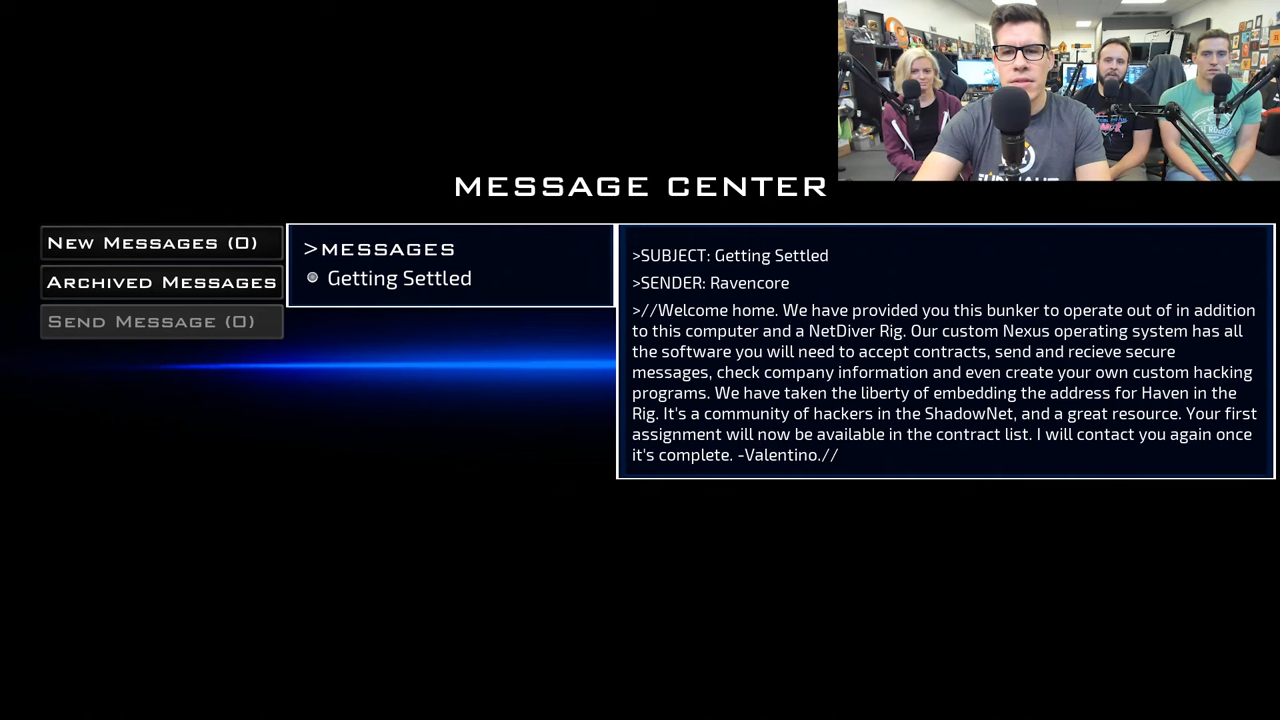 MESSAGE CENTER
NEW MESSAGES (0)
ARCHIVED MESSAGES
SEND MESSAGE (0)
>MESSAGES
Getting Settled
>SUBJECT: Getting Settled
>SENDER: Ravencore
>//Welcome home. We have provided you this bunker to operate out of in addition
to this computer and a NetDiver Rig. Our custom Nexus operating system has all
the software you will need to accept contracts, send and recieve secure
messages, check company information and even create your own custom hacking
programs. We have taken the liberty of embedding the address for Haven in the
Rig. It's a community of hackers in the ShadowNet, and a great resource. Your first
assignment will now be available in the contract list. I will contact you again once
it's complete. -Valentino.//